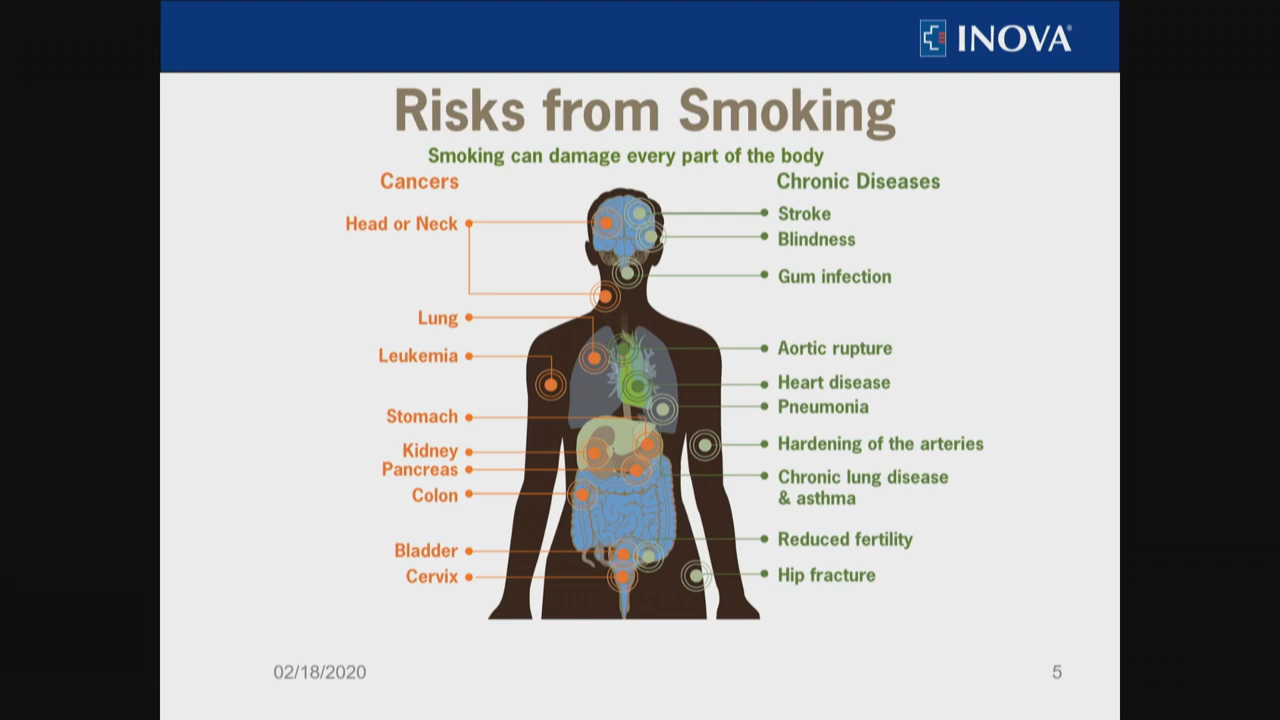 INOVA®
Risks from Smoking
Smoking can damage every part of the body
Cancers
Head or Neck
Lung
Leukemia
Stomach
Kidney
Pancreas
Colon
Bladder
Cervix
Chronic Diseases
Stroke
Blindness
Gum infection
Aortic rupture
Heart disease
Pneumonia
Hardening of the arteries
Chronic lung disease
& asthma
Reduced fertility
Hip fracture
02/18/2020
5